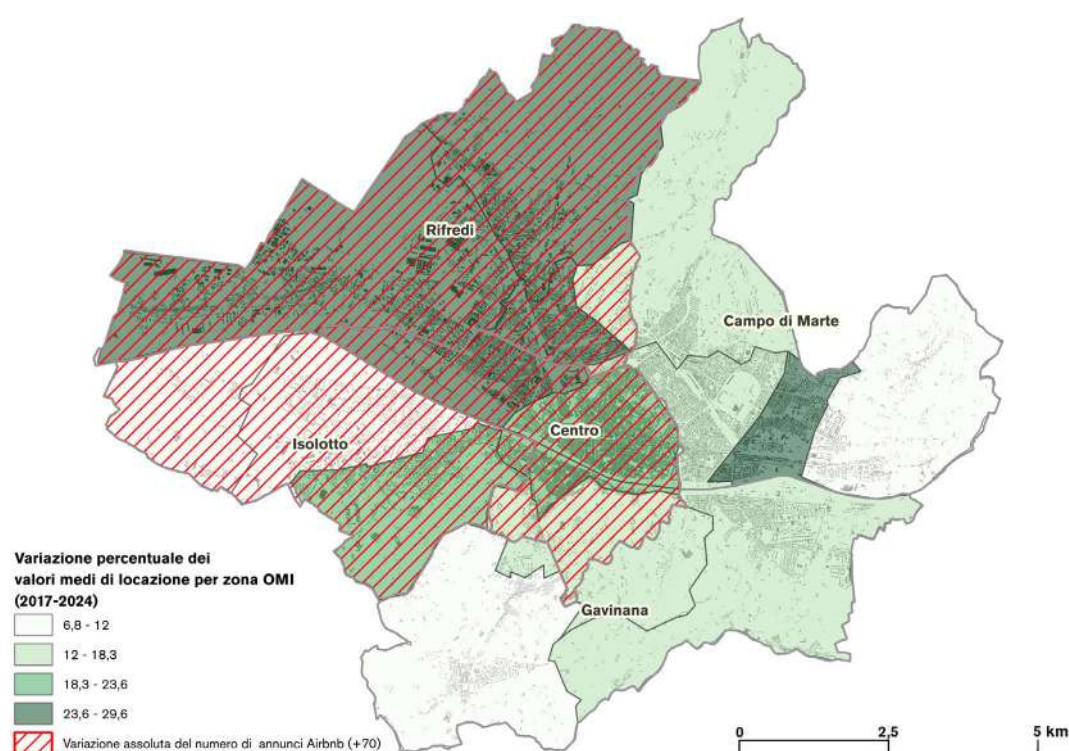 Rifredi
Campo di Marte
Centro
Isolotto
Gavinana
Variazione percentuale dei
valori medi di locazione per zona OMI
(2017-2024)
6,8 - 12
12 - 18,3
18,3 - 23,6
23,6 - 29,6
Variazione assoluta del numero di annunci Airbnb (+70)
0 2,5 5 km